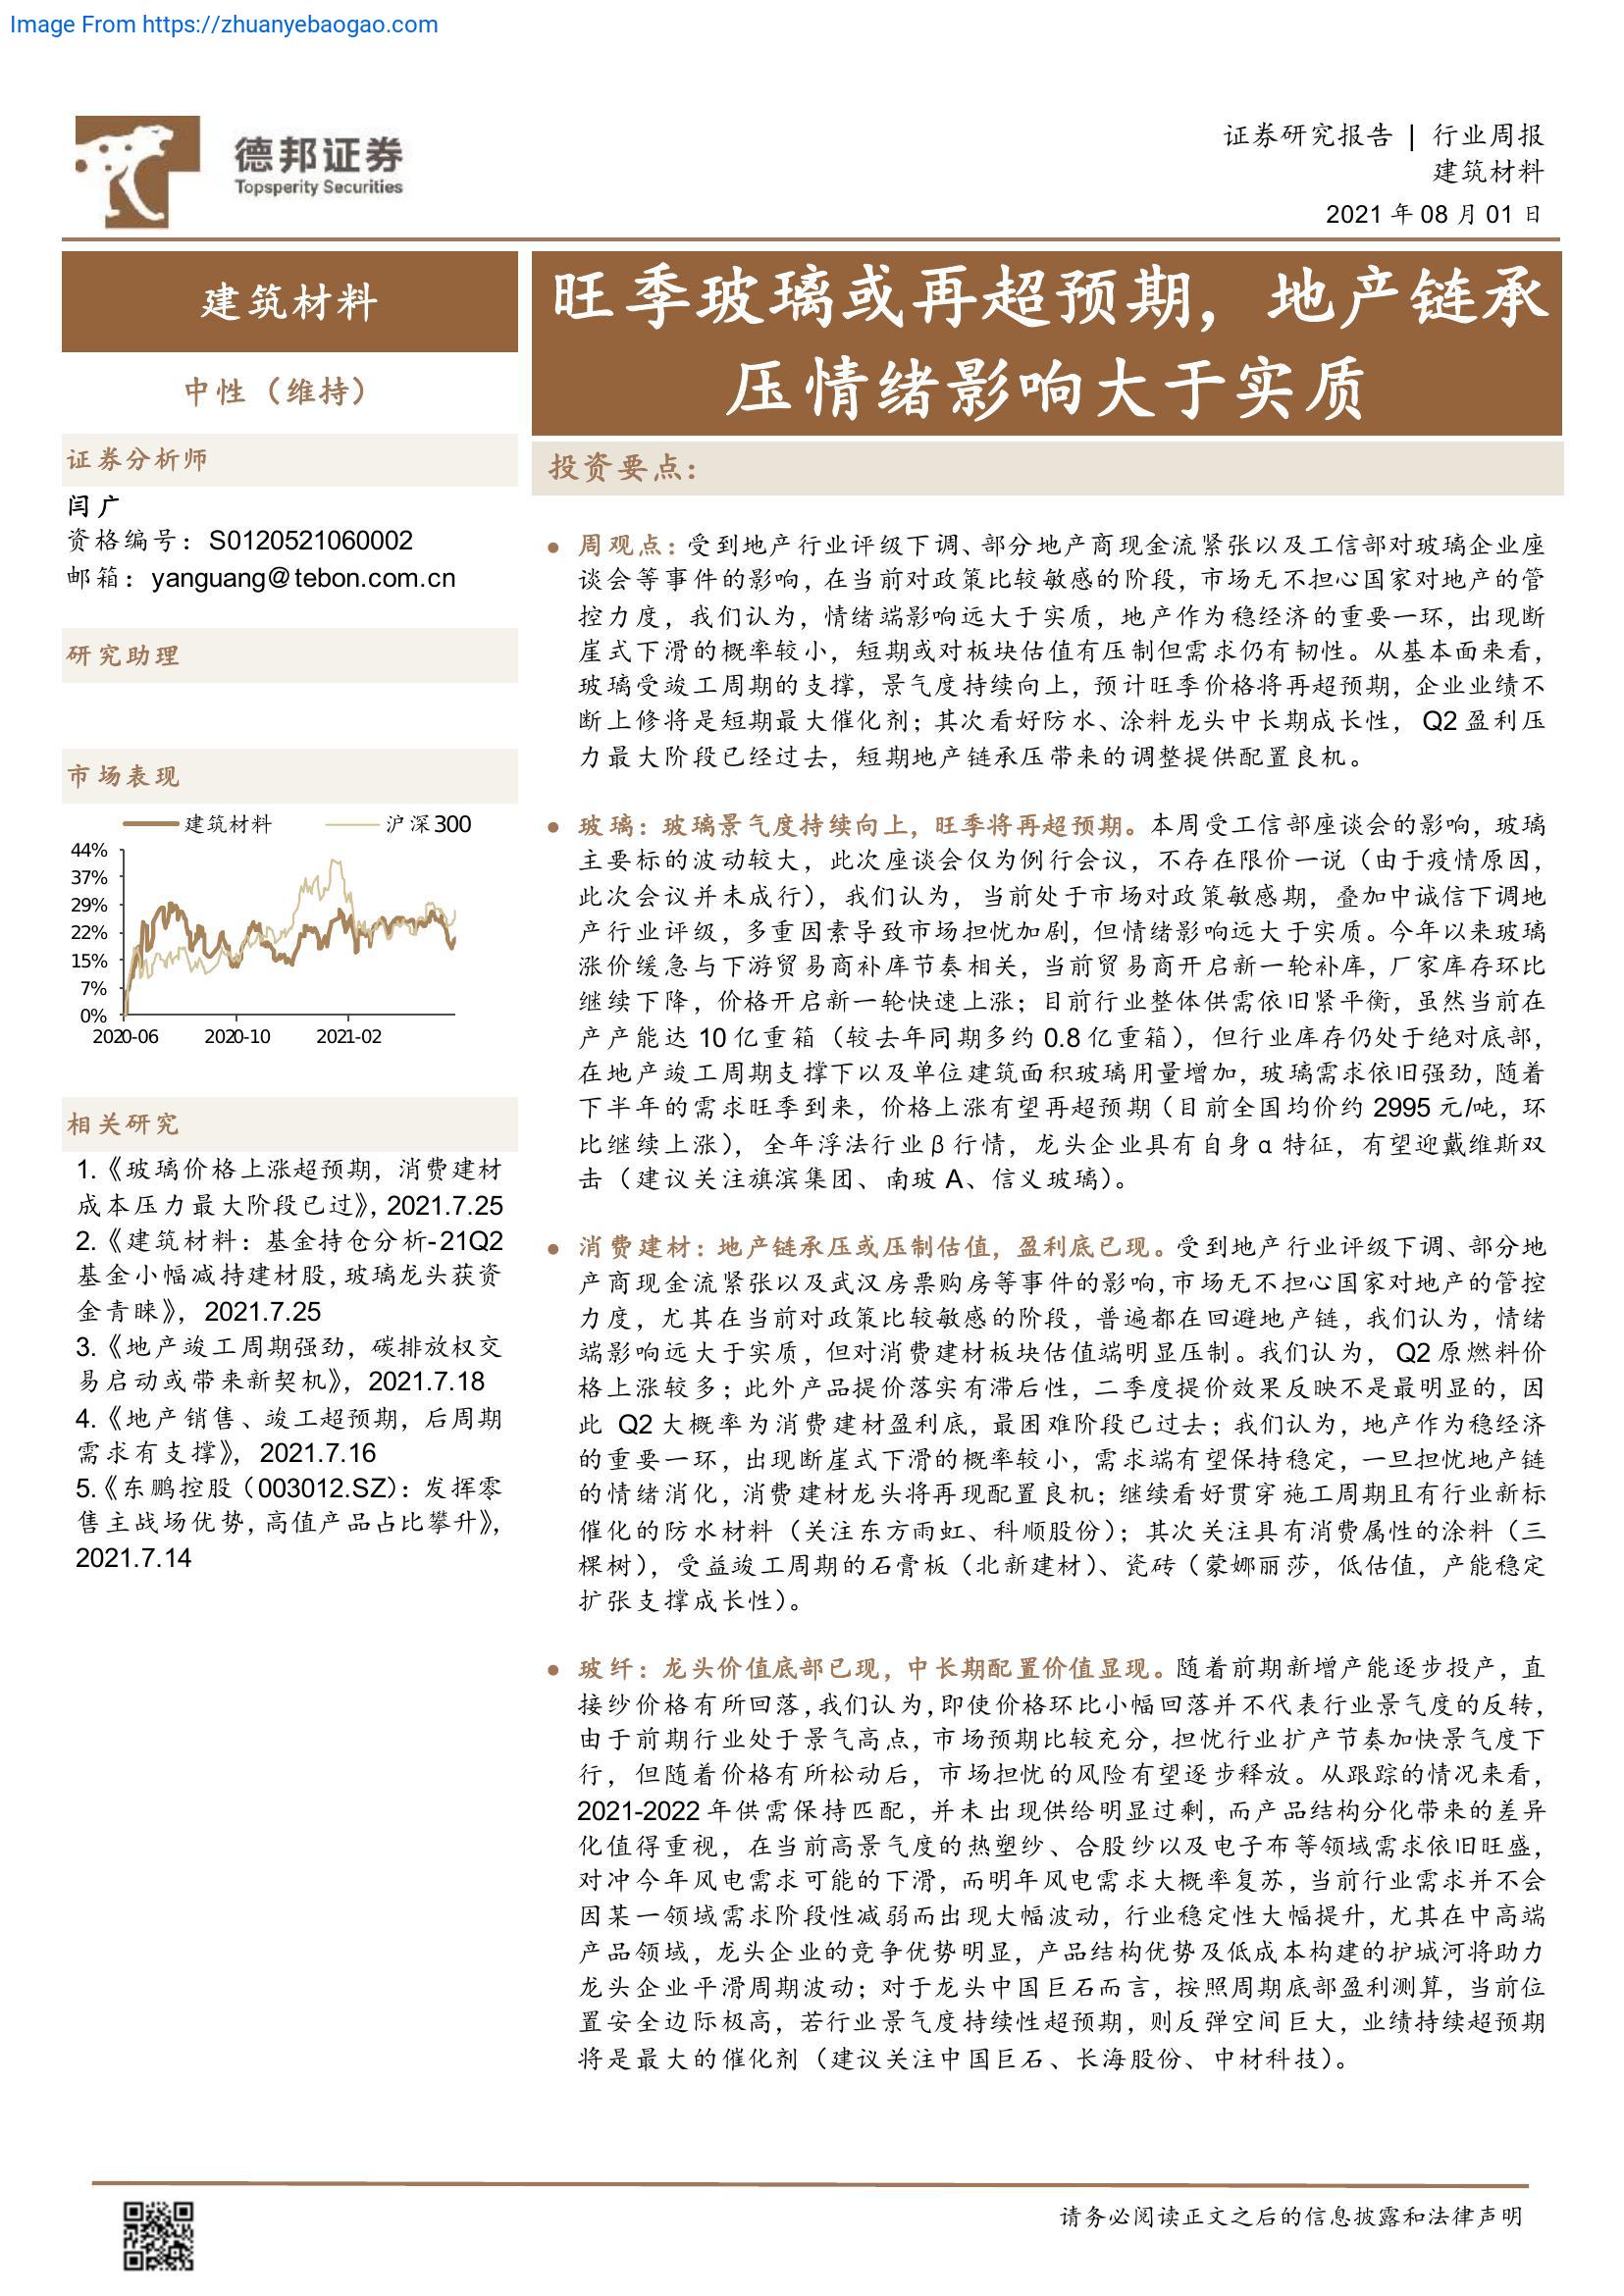 Image From https://zhuanyebaogao.com
德邦证券
Topsperity Securities
证券研究报告 | 行业周报
建筑材料
2021 年 08 月 01 日
建筑材料
中性（维持）
证券分析师
闫广
资格编号：S0120521060002
邮箱：yanguang@tebon.com.cn
研究助理
市场表现
建筑材料 沪深300
44%
37%
29%
22%
15%
7%
0%
2020-06 2020-10 2021-02
相关研究
1.《玻璃价格上涨超预期，消费建材
成本压力最大阶段已过》，2021.7.25
2.《建筑材料：基金持仓分析-21Q2
基金小幅减持建材股，玻璃龙头获资
金青睐》，2021.7.25
3.《地产竣工周期强劲，碳排放权交
易启动或带来新契机》，2021.7.18
4.《地产销售、竣工超预期，后周期
需求有支撑》，2021.7.16
5.《东鹏控股（003012.SZ）：发挥零
售主战场优势，高值产品占比攀升》，
2021.7.14
旺季玻璃或再超预期，地产链承
压情绪影响大于实质
投资要点：
● 周观点：受到地产行业评级下调、部分地产商现金流紧张以及工信部对玻璃企业座
谈会等事件的影响，在当前对政策比较敏感的阶段，市场无不担心国家对地产的管
控力度，我们认为，情绪端影响远大于实质，地产作为稳经济的重要一环，出现断
崖式下滑的概率较小，短期或对板块估值有压制但需求仍有韧性。从基本面来看，
玻璃受竣工周期的支撑，景气度持续向上，预计旺季价格将再超预期，企业业绩不
断上修将是短期最大催化剂；其次看好防水、涂料龙头中长期成长性，Q2 盈利压
力最大阶段已经过去，短期地产链承压带来的调整提供配置良机。
● 玻璃：玻璃景气度持续向上，旺季将再超预期。本周受工信部座谈会的影响，玻璃
主要标的波动较大，此次座谈会仅为例行会议，不存在限价一说（由于疫情原因，
此次会议并未成行），我们认为，当前处于市场对政策敏感期，叠加中诚信下调地
产行业评级，多重因素导致市场担忧加剧，但情绪影响远大于实质。今年以来玻璃
涨价缓急与下游贸易商补库节奏相关，当前贸易商开启新一轮补库，厂家库存环比
继续下降，价格开启新一轮快速上涨；目前行业整体供需依旧紧平衡，虽然当前在
产产能达 10 亿重箱（较去年同期多约 0.8 亿重箱），但行业库存仍处于绝对底部，
在地产竣工周期支撑下以及单位建筑面积玻璃用量增加，玻璃需求依旧强劲，随着
下半年的需求旺季到来，价格上涨有望再超预期（目前全国均价约 2995 元/吨，环
比继续上涨），全年浮法行业β行情，龙头企业具有自身α特征，有望迎戴维斯双
击（建议关注旗滨集团、南玻 A、信义玻璃）。
● 消费建材：地产链承压或压制估值，盈利底已现。受到地产行业评级下调、部分地
产商现金流紧张以及武汉房票购房等事件的影响，市场无不担心国家对地产的管控
力度，尤其在当前对政策比较敏感的阶段，普遍都在回避地产链，我们认为，情绪
端影响远大于实质，但对消费建材板块估值端明显压制。我们认为，Q2 原燃料价
格上涨较多；此外产品提价落实有滞后性，二季度提价效果反映不是最明显的，因
此 Q2 大概率为消费建材盈利底，最困难阶段已过去；我们认为，地产作为稳经济
的重要一环，出现断崖式下滑的概率较小，需求端有望保持稳定，一旦担忧地产链
的情绪消化，消费建材龙头将再现配置良机；继续看好贯穿施工周期且有行业新标
催化的防水材料（关注东方雨虹、科顺股份）；其次关注具有消费属性的涂料（三
棵树），受益竣工周期的石膏板（北新建材）、瓷砖（蒙娜丽莎，低估值，产能稳定
扩张支撑成长性）。
● 玻纤：龙头价值底部已现，中长期配置价值显现。随着前期新增产能逐步投产，直
接纱价格有所回落，我们认为，即使价格环比小幅回落并不代表行业景气度的反转，
由于前期行业处于景气高点，市场预期比较充分，担忧行业扩产节奏加快景气度下
行，但随着价格有所松动后，市场担忧的风险有望逐步释放。从跟踪的情况来看，
2021-2022 年供需保持匹配，并未出现供给明显过剩，而产品结构分化带来的差异
化值得重视，在当前高景气度的热塑纱、合股纱以及电子布等领域需求依旧旺盛，
对冲今年风电需求可能的下滑，而明年风电需求大概率复苏，当前行业需求并不会
因某一领域需求阶段性减弱而出现大幅波动，行业稳定性大幅提升，尤其在中高端
产品领域，龙头企业的竞争优势明显，产品结构优势及低成本构建的护城河将助力
龙头企业平滑周期波动；对于龙头中国巨石而言，按照周期底部盈利测算，当前位
置安全边际极高，若行业景气度持续性超预期，则反弹空间巨大，业绩持续超预期
将是最大的催化剂（建议关注中国巨石、长海股份、中材科技）。
请务必阅读正文之后的信息披露和法律声明